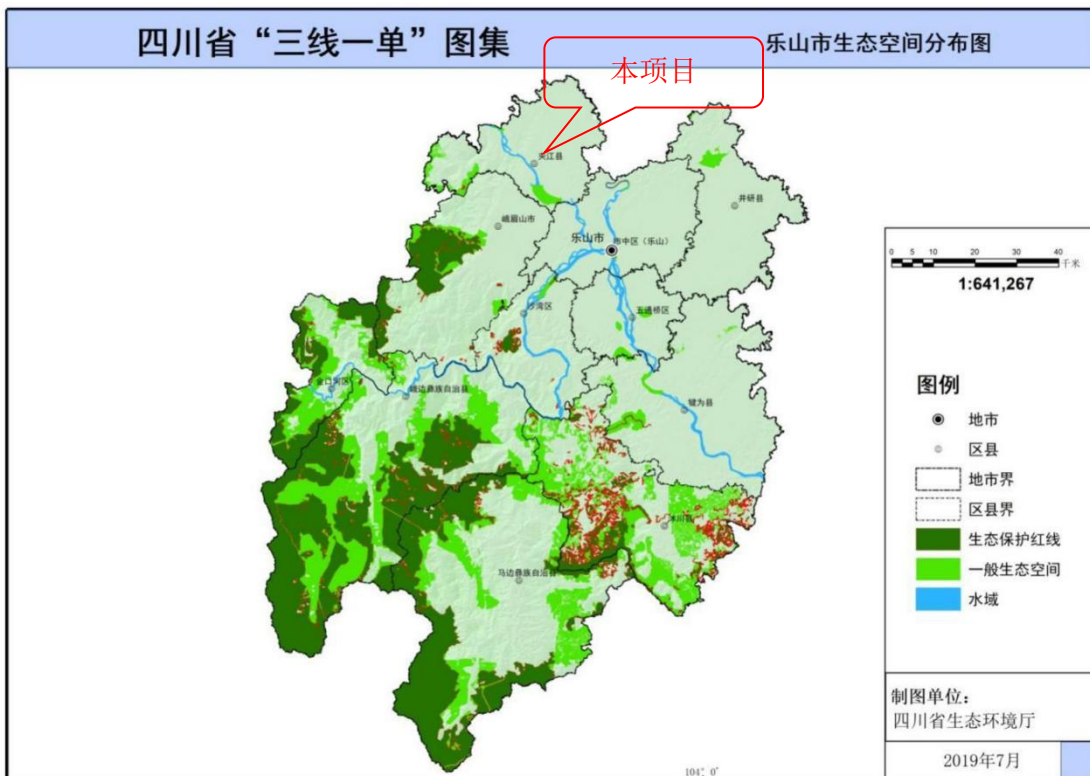 四川省“三线一单”图集
乐山市生态空间分布图
本项目
夹江县
井研县
峨眉山市
乐山市
市中区（乐山）
沙湾区
五通桥区
金口河区
峨边彝族自治县
犍为县
沐川县
马边彝族自治县
0 5 10 20 30 40
千米
1:641,267
图例
地市
区县
地市界
区县界
生态保护红线
一般生态空间
水域
制图单位：
四川省生态环境厅
2019年7月
104° 0′